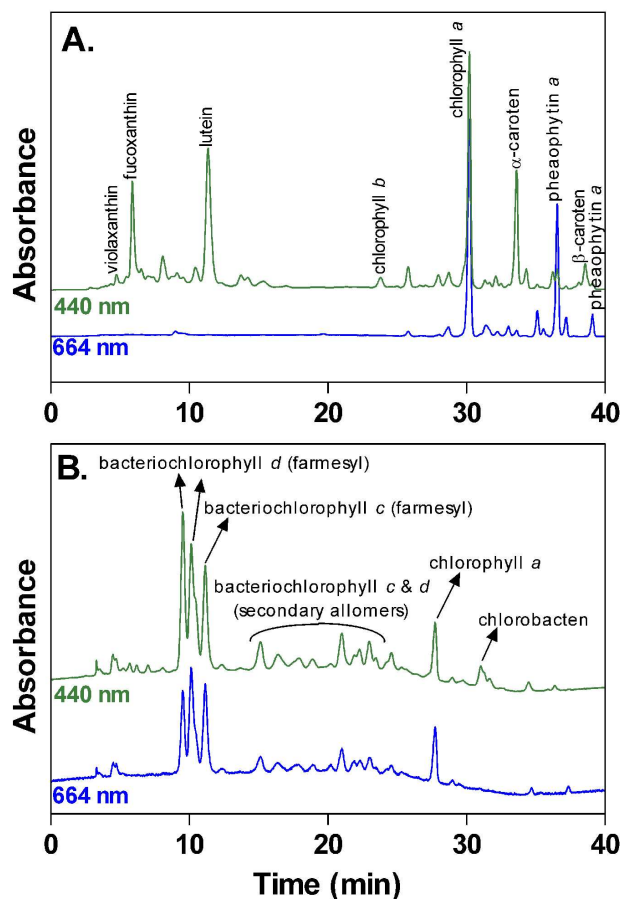 A.
Absorbance
violaxanthin
fucoxanthin
lutein
chlorophyll b
chlorophyll a
α-caroten
pheaophytin a
β-caroten
pheaophytin a
440 nm
664 nm
0 10 20 30 40
B.
Absorbance
bacteriochlorophyll d (farmesyl)
bacteriochlorophyll c (farmesyl)
bacteriochlorophyll c & d
(secondary allomers)
chlorophyll a
chlorobacten
440 nm
664 nm
0 10 20 30 40
Time (min)